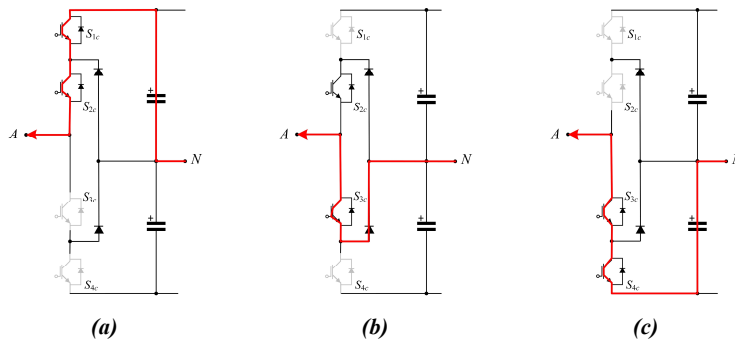 S1c
S2c
A
N
S3c
S4c
+
+
(a)
S1c
S2c
A
N
S3c
S4c
+
+
(b)
S1c
S2c
A
N
S3c
S4c
+
+
(c)